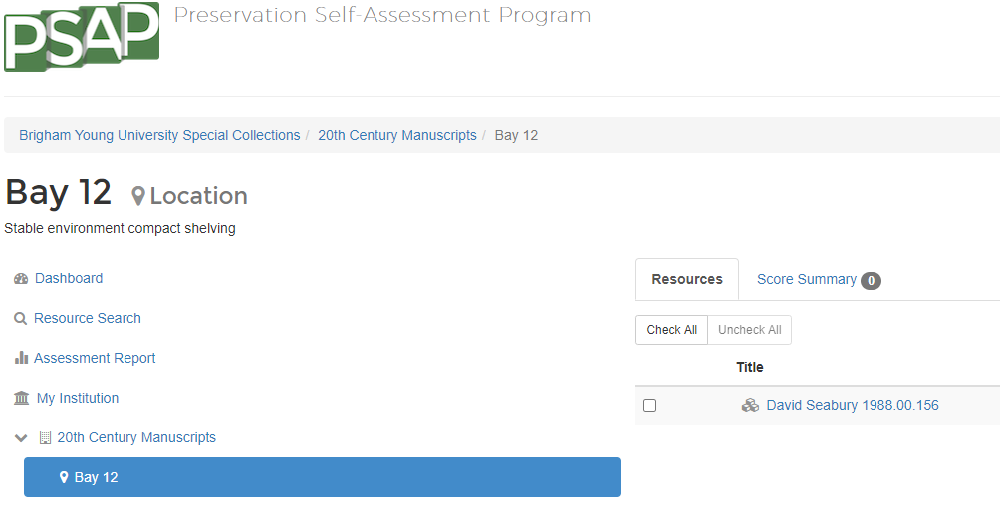 PSAP
Preservation Self-Assessment Program
Brigham Young University Special Collections / 20th Century Manuscripts / Bay 12
Bay 12 Location
Stable environment compact shelving
Dashboard
Resource Search
Assessment Report
My Institution
20th Century Manuscripts
Bay 12
Resources
Score Summary 0
Check All
Uncheck All
Title
David Seabury 1988.00.156